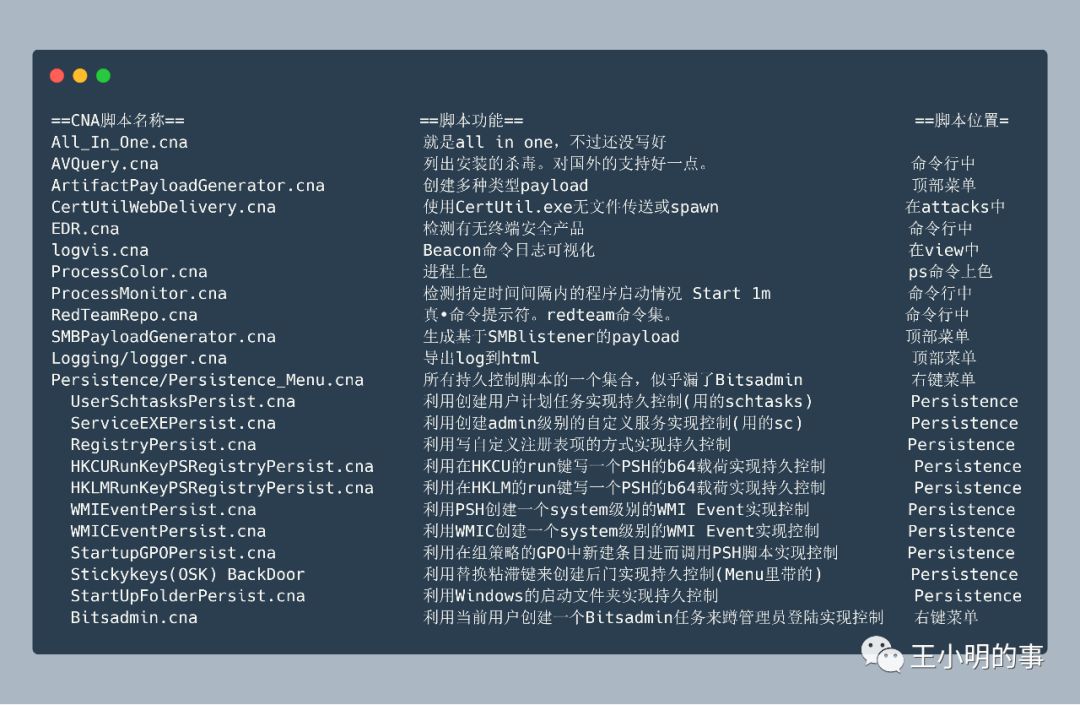 ==CNA脚本名称== ==脚本功能== ==脚本位置=
All_In_One.cna 就是all in one，不过还没写好
AVQuery.cna 列出安装的杀毒。对国外的支持好一点。 命令行中
ArtifactPayloadGenerator.cna 创建多种类型payload 顶部菜单
CertUtilWebDelivery.cna 使用CertUtil.exe无文件传送或spawn 在attacks中
EDR.cna 检测有无终端安全产品 命令行中
logvis.cna Beacon命令日志可视化 在view中
ProcessColor.cna 进程上色 ps命令上色
ProcessMonitor.cna 检测指定时间间隔内的程序启动情况 Start 1m 命令行中
RedTeamRepo.cna 真•命令提示符。redteam命令集。 命令行中
SMBPayloadGenerator.cna 生成基于SMBlistener的payload 顶部菜单
Logging/logger.cna 导出log到html 顶部菜单
Persistence/Persistence_Menu.cna 所有持久控制脚本的一个集合，似乎漏了Bitsadmin 右键菜单
UserSchtasksPersist.cna 利用创建用户计划任务实现持久控制(用的schtasks) Persistence
ServiceEXEPersist.cna 利用创建admin级别的自定义服务实现控制(用的sc) Persistence
RegistryPersist.cna 利用写自定义注册表项的方式实现持久控制 Persistence
HKCURunKeyPSRegistryPersist.cna 利用在HKCU的run键写一个PSH的b64载荷实现持久控制 Persistence
HKLMRunKeyPSRegistryPersist.cna 利用在HKLM的run键写一个PSH的b64载荷实现持久控制 Persistence
WMIEventPersist.cna 利用PSH创建一个system级别的WMI Event实现控制 Persistence
WMICEventPersist.cna 利用WMIC创建一个system级别的WMI Event实现控制 Persistence
StartupGPOPersist.cna 利用在组策略的GPO中新建条目进而调用PSH脚本实现控制 Persistence
Stickykeys(OSK) BackDoor 利用替换粘滞键来创建后门实现持久控制(Menu里带的) Persistence
StartUpFolderPersist.cna 利用Windows的启动文件夹实现持久控制 Persistence
Bitsadmin.cna 利用当前用户创建一个Bitsadmin任务来蹲管理员登陆实现控制 右键菜单
王小明的事